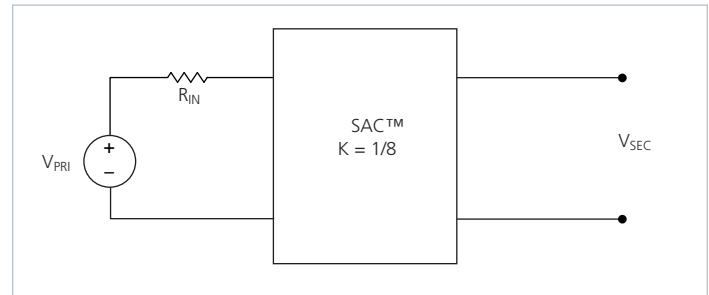 R_IN
SAC™
K = 1/8
V_PRI
+
−
V_SEC